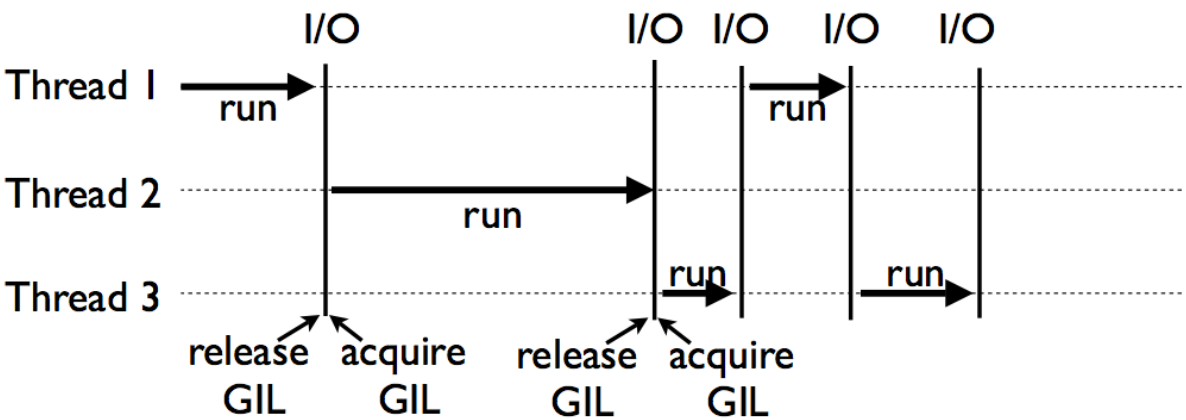 I/O I/O I/O I/O I/O
Thread 1
run run
Thread 2
run
run run
Thread 3
release acquire release acquire
GIL GIL GIL GIL